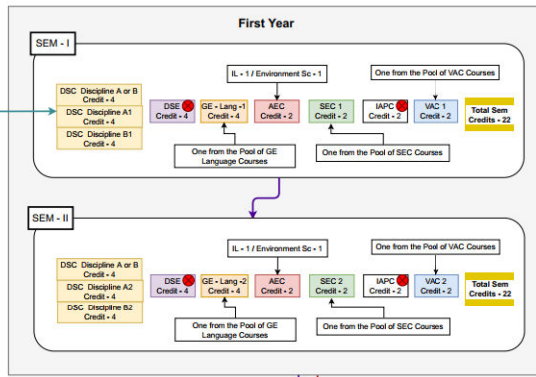 First Year
SEM - I
IL - 1 / Environment Sc - 1
One from the Pool of VAC Courses
DSC Discipline A or B
Credit - 4
DSC Discipline A1
Credit - 4
DSC Discipline B1
Credit - 4
DSE
Credit - 4
GE - Lang -1
Credit - 4
AEC
Credit - 2
SEC 1
Credit - 2
IAPC
Credit - 2
VAC 1
Credit - 2
Total Sem
Credits - 22
One from the Pool of GE
Language Courses
One from the Pool of SEC Courses
SEM - II
IL - 1 / Environment Sc - 1
One from the Pool of VAC Courses
DSC Discipline A or B
Credit - 4
DSC Discipline A2
Credit - 4
DSC Discipline B2
Credit - 4
DSE
Credit - 4
GE - Lang -2
Credit - 4
AEC
Credit - 2
SEC 2
Credit - 2
IAPC
Credit - 2
VAC 2
Credit - 2
Total Sem
Credits - 22
One from the Pool of GE
Language Courses
One from the Pool of SEC Courses